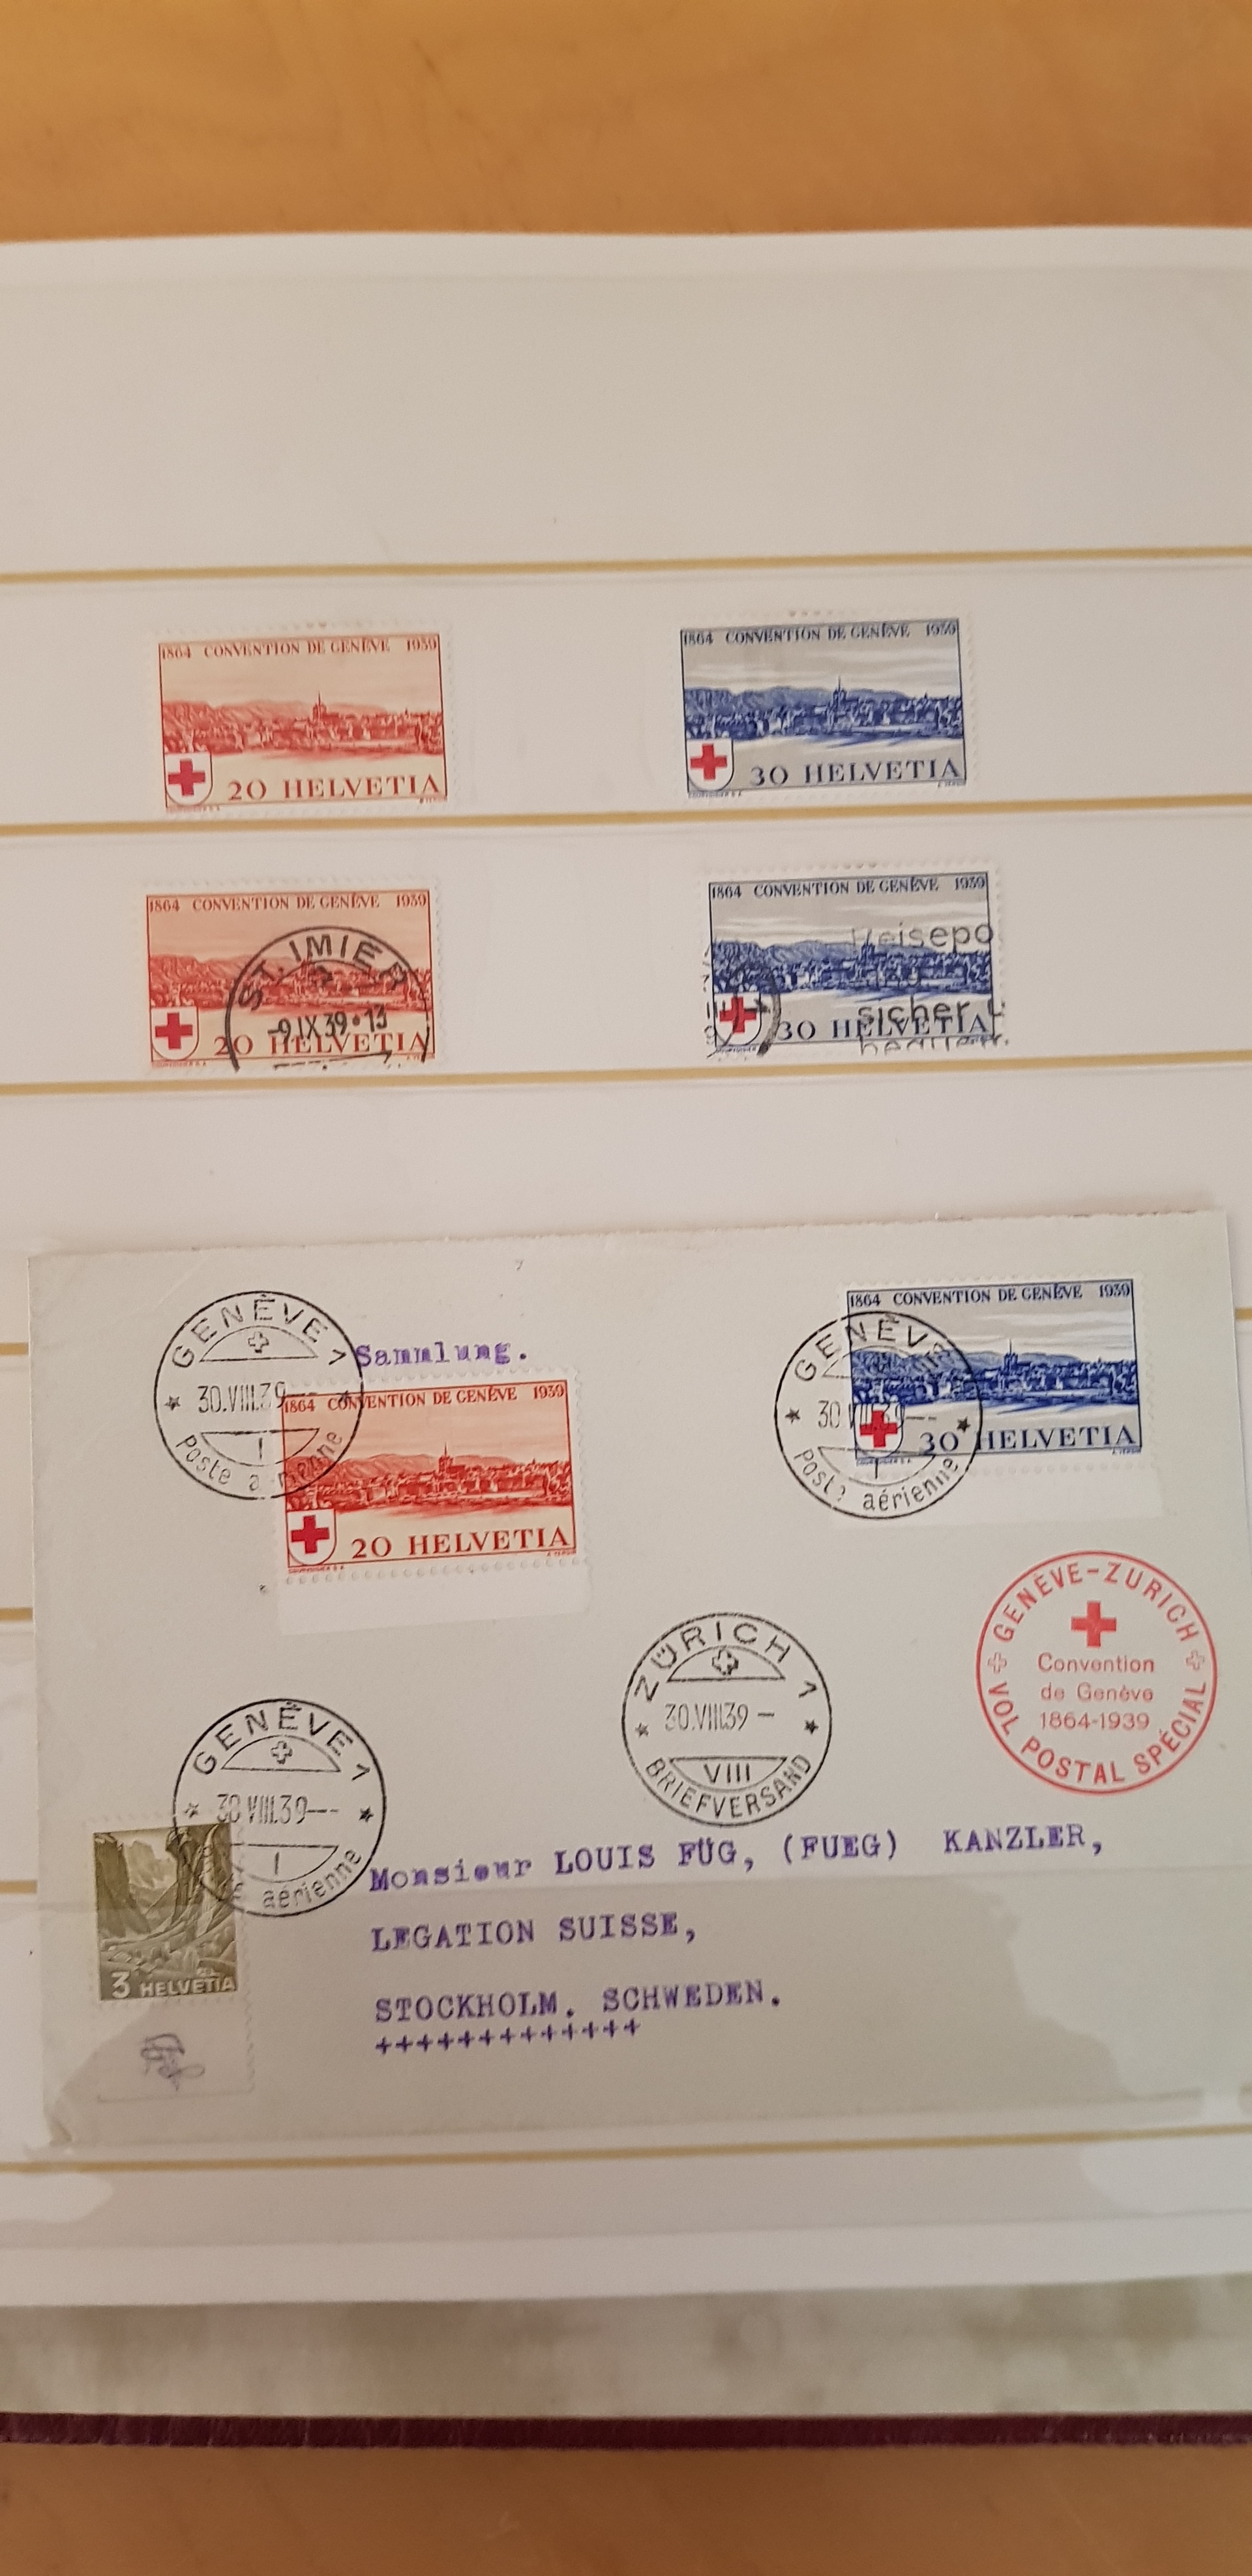 1864 CONVENTION DE GENÈVE 1939
20 HELVETIA
1864 CONVENTION DE GENÈVE 1939
30 HELVETIA
1864 CONVENTION DE GENÈVE 1939
ST. IMIER
-9.IX.39•13
20 HELVETIA
1864 CONVENTION DE GENÈVE 1939
sicher
30 HELVETIA
GENÈVE 1
30.VIII.39
I
Poste aérienne
Sammlung.
1864 CONVENTION DE GENÈVE 1939
20 HELVETIA
1864 CONVENTION DE GENÈVE 1939
GENÈVE
30.VIII.39--
I
Poste aérienne
30 HELVETIA
GENÈVE-ZURICH
Convention
de Genève
1864-1939
VOL POSTAL SPÉCIAL
ZÜRICH 1
30.VIII.39 –
VIII
BRIEFVERSAND
GENÈVE 1
30.VIII.39---
I
aérienne
3 HELVETIA
Monsieur LOUIS FÜG, (FUEG) KANZLER,
LEGATION SUISSE,
STOCKHOLM. SCHWEDEN.
+++++++++++++